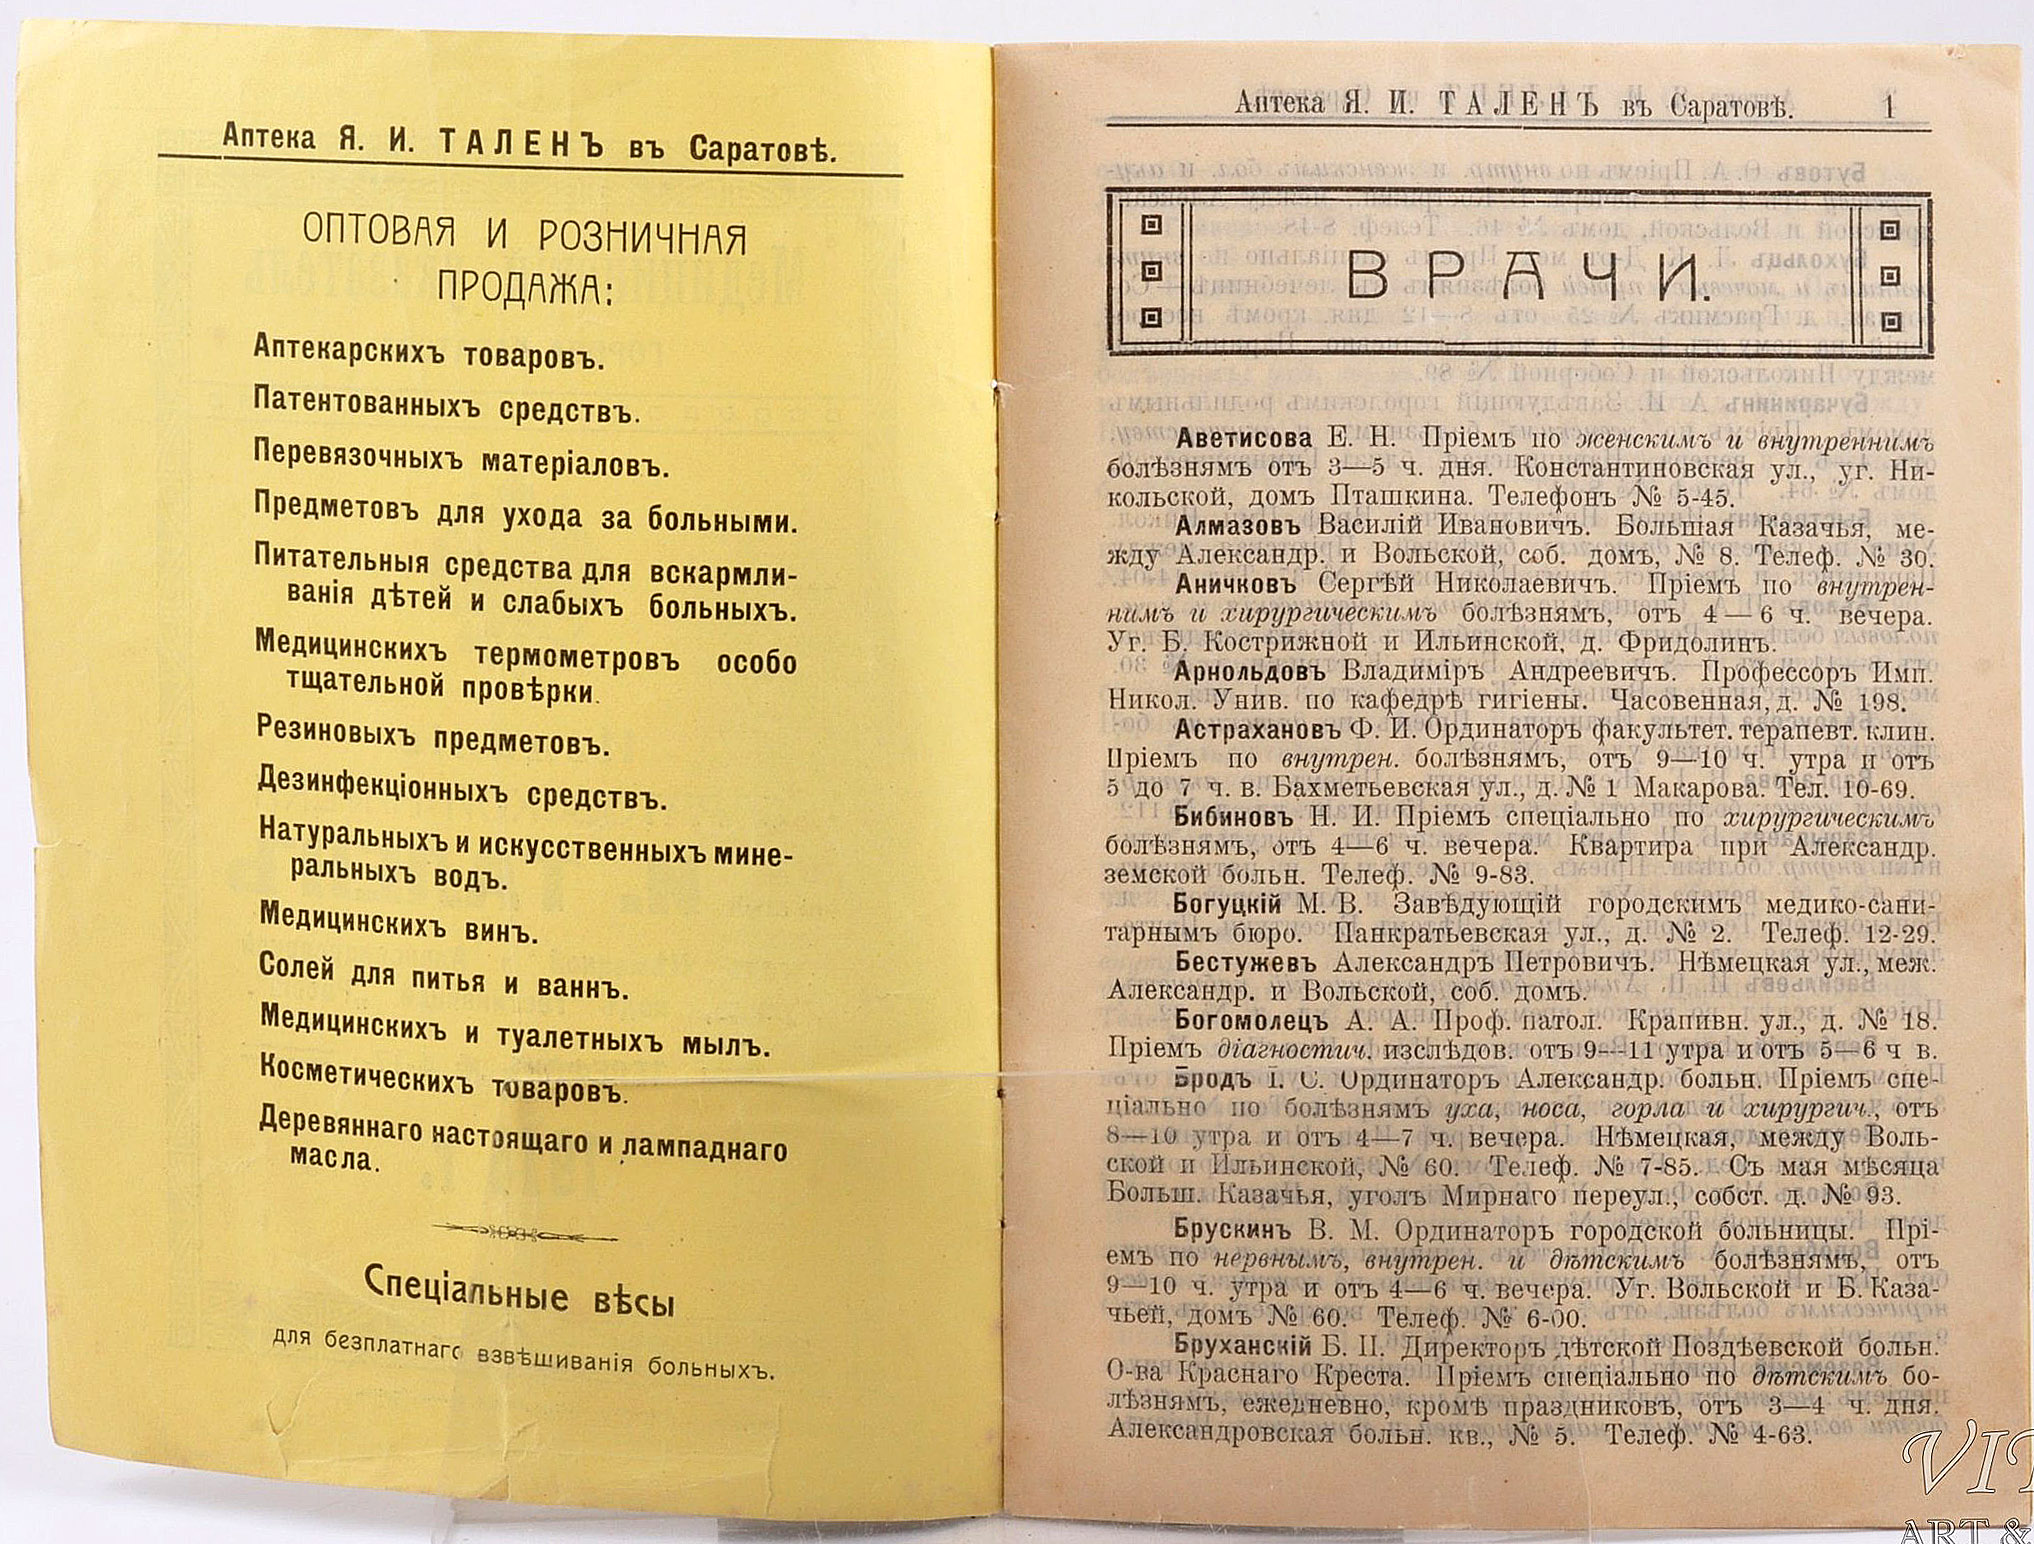 Аптека Я. И. ТАЛЕНЪ въ Саратовѣ.
ОПТОВАЯ И РОЗНИЧНАЯ
ПРОДАЖА:
Аптекарскихъ товаровъ.
Патентованныхъ средствъ.
Перевязочныхъ матеріаловъ.
Предметовъ для ухода за больными.
Питательныя средства для вскармли-
ванія дѣтей и слабыхъ больныхъ.
Медицинскихъ термометровъ особо
тщательной провѣрки.
Резиновыхъ предметовъ.
Дезинфекціонныхъ средствъ.
Натуральныхъ и искусственныхъ мине-
ральныхъ водъ.
Медицинскихъ винъ.
Солей для питья и ваннъ.
Медицинскихъ и туалетныхъ мылъ.
Косметическихъ товаровъ.
Деревяннаго настоящаго и лампаднаго
масла.
Спеціальные вѣсы
для безплатнаго взвѣшиванія больныхъ.
Аптека Я. И. ТАЛЕНЪ въ Саратовѣ. 1
ВРАЧИ.
Аветисова Е. Н. Пріемъ по женскимъ и внутреннимъ
болѣзнямъ отъ 3—5 ч. дня. Константиновская ул., уг. Ни-
кольской, домъ Пташкина. Телефонъ № 5-45.
Алмазовъ Василій Ивановичъ. Большая Казачья, ме-
жду Александр. и Вольской, соб. домъ, № 8. Телеф. № 30.
Аничковъ Сергѣй Николаевичъ. Пріемъ по внутрен-
нимъ и хирургическимъ болѣзнямъ, отъ 4—6 ч. вечера.
Уг. Б. Кострижной и Ильинской, д. Фридолинъ.
Арнольдовъ Владиміръ Андреевичъ. Профессоръ Имп.
Никол. Унив. по кафедрѣ гигіены. Часовенная, д. № 198.
Астрахановъ Ф. И. Ординаторъ факультет. терапевт. клин.
Пріемъ по внутрен. болѣзнямъ, отъ 9—10 ч. утра и отъ
5 до 7 ч. в. Бахметьевская ул., д. № 1 Макарова. Тел. 10-69.
Бибиновъ Н. И. Пріемъ спеціально по хирургическимъ
болѣзнямъ, отъ 4—6 ч. вечера. Квартира при Александр.
земской больн. Телеф. № 9-83.
Богуцкій М. В. Завѣдующій городскимъ медико-сани-
тарнымъ бюро. Панкратьевская ул., д. № 2. Телеф. 12-29.
Бестужевъ Александръ Петровичъ. Нѣмецкая ул., меж.
Александр. и Вольской, соб. домъ.
Богомолецъ А. А. Проф. патол. Крапивн. ул., д. № 18.
Пріемъ діагностич. изслѣдов. отъ 9—11 утра и отъ 5—6 ч в.
Бродъ І. С. Ординаторъ Александр. больн. Пріемъ спе-
ціально по болѣзнямъ уха, носа, горла и хирургич., отъ
8—10 утра и отъ 4—7 ч. вечера. Нѣмецкая, между Воль-
ской и Ильинской, № 60. Телеф. № 7-85. Съ мая мѣсяца
Больш. Казачья, уголъ Мирнаго переул., собст. д. № 93.
Брускинъ В. М. Ординаторъ городской больницы. Прі-
емъ по нервнымъ, внутрен. и дѣтскимъ болѣзнямъ, отъ
9—10 ч. утра и отъ 4—6 ч. вечера. Уг. Вольской и Б. Каза-
чьей, домъ № 60. Телеф. № 6-00.
Бруханскій Б. П. Директоръ дѣтской Поздѣевской больн.
О-ва Краснаго Креста. Пріемъ спеціально по дѣтскимъ бо-
лѣзнямъ, ежедневно, кромѣ праздниковъ, отъ 3—4 ч. дня.
Александровская больн. кв., № 5. Телеф. № 4-63.
ART &